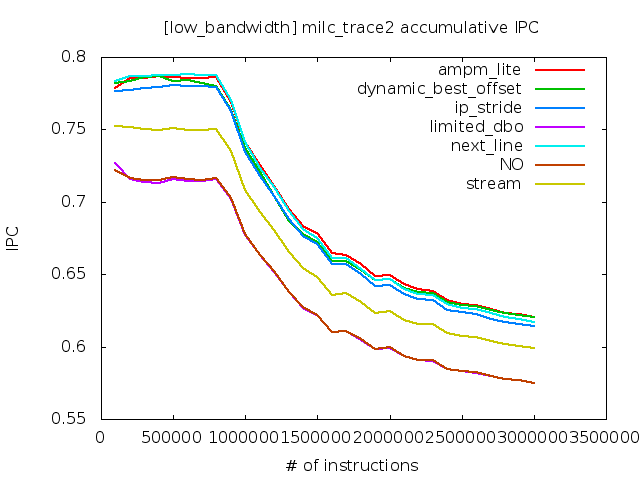 [low_bandwidth] milc_trace2 accumulative IPC
0.8
0.75
0.7
0.65
0.6
0.55
IPC
ampm_lite
dynamic_best_offset
ip_stride
limited_dbo
next_line
NO
stream
0 500000 1000000 1500000 2000000 2500000 3000000 3500000
# of instructions